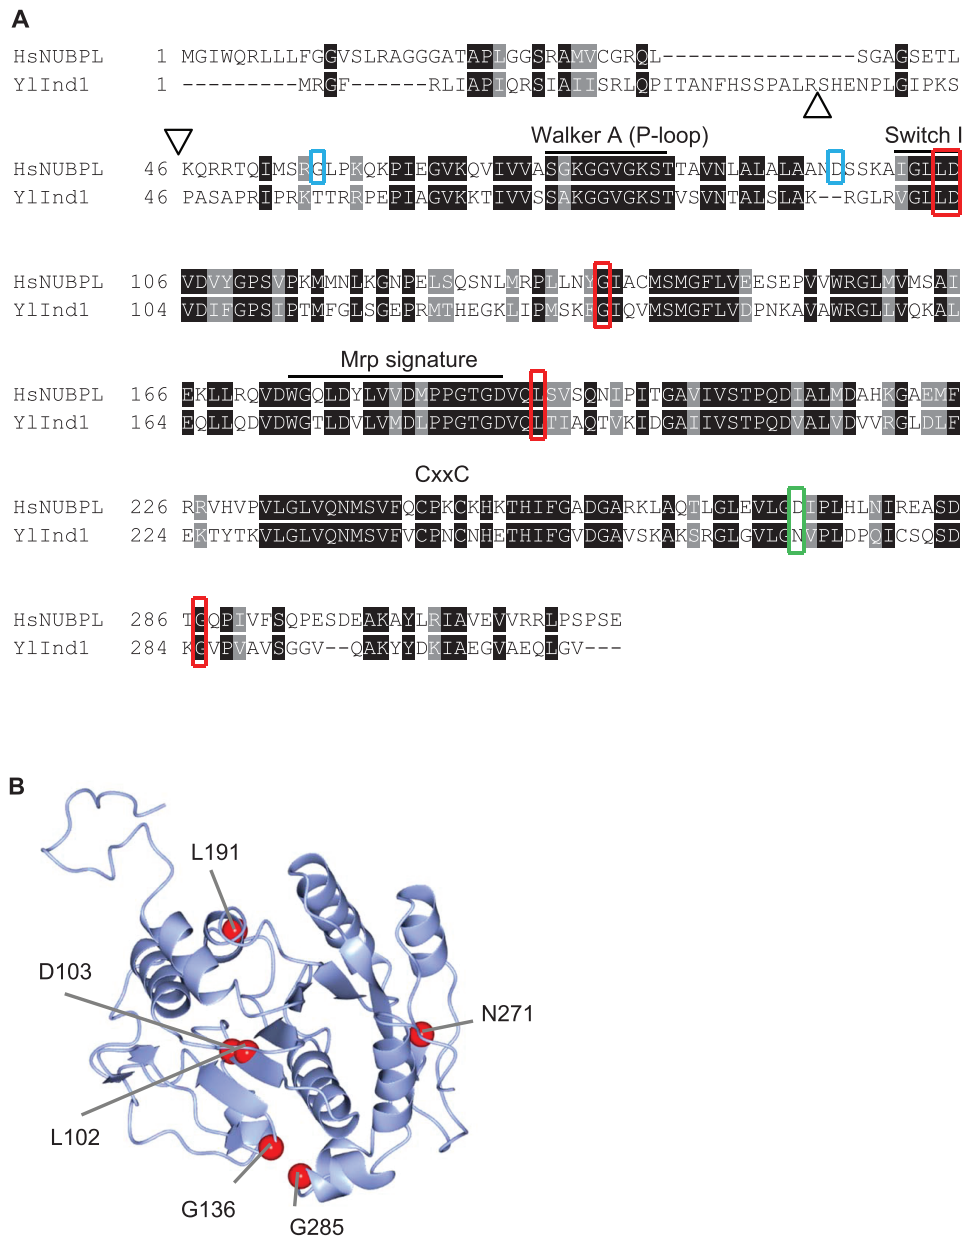 A
HsNUBPL 1 MGIWQRLLLFGGVSLRAGGGATAPLGGSRAMVCGRQL---------------SGAGSETL
YlInd1 1 ---------MRGF------RLIAPIQRSIAIISRLQPITANFHSSPALRSHENPLGIPKS
Walker A (P-loop) Switch I
HsNUBPL 46 KQRRTQIMSRGLPKQKPIEGVKQVIVVASGKGGVGKSTTAVNLALALAANDSSKAIGLLD
YlInd1 46 PASAPRIPRKTTRRPEPIAGVKKTIVVSSAKGGVGKSTVSVNTALSLAK--RGLRVGLLD
HsNUBPL 106 VDVYGPSVPKMMNLKGNPELSQSNLMRPLLNYGIACMSMGFLVEESEPVVWRGLMVMSAI
YlInd1 104 VDIFGPSIPTMFGLSGEPRMTHEGKLIPMSKFGIQVMSMGFLVDPNKAVAWRGLLVQKAL
Mrp signature
HsNUBPL 166 EKLLRQVDWGQLDYLVVDMPPGTGDVQLSVSQNIPITGAVIVSTPQDIALMDAHKGAEMF
YlInd1 164 EQLLQDVDWGTLDVLVMDLPPGTGDVQLTIAQTVKIDGAIIVSTPQDVALVDVVRGLDLF
CxxC
HsNUBPL 226 RRVHVPVLGLVQNMSVFQCPKCKHKTHIFGADGARKLAQTLGLEVLGDIPLHLNIREASD
YlInd1 224 EKTYTKVLGLVQNMSVFVCPNCNHETHIFGVDGAVSKAKSRGLGVLGNVPLDPQICSQSD
HsNUBPL 286 TGQPIVFSQPESDEAKAYLRIAVEVVRRLPSPSE
YlInd1 284 KGVPVAVSGGV--QAKYYDKIAEGVAEQLGV---
B
L191
D103
N271
L102
G136
G285